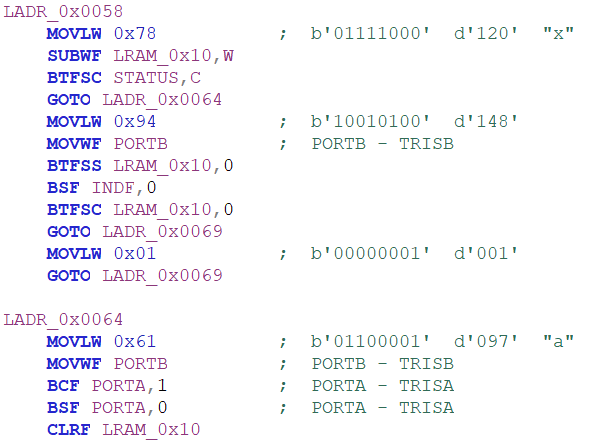 LADR_0x0058
MOVLW 0x78 ; b'01111000' d'120' "x"
SUBWF LRAM_0x10,W
BTFSC STATUS,C
GOTO LADR_0x0064
MOVLW 0x94 ; b'10010100' d'148'
MOVWF PORTB ; PORTB - TRISB
BTFSS LRAM_0x10,0
BSF INDF,0
BTFSC LRAM_0x10,0
GOTO LADR_0x0069
MOVLW 0x01 ; b'00000001' d'001'
GOTO LADR_0x0069
LADR_0x0064
MOVLW 0x61 ; b'01100001' d'097' "a"
MOVWF PORTB ; PORTB - TRISB
BCF PORTA,1 ; PORTA - TRISA
BSF PORTA,0 ; PORTA - TRISA
CLRF LRAM_0x10